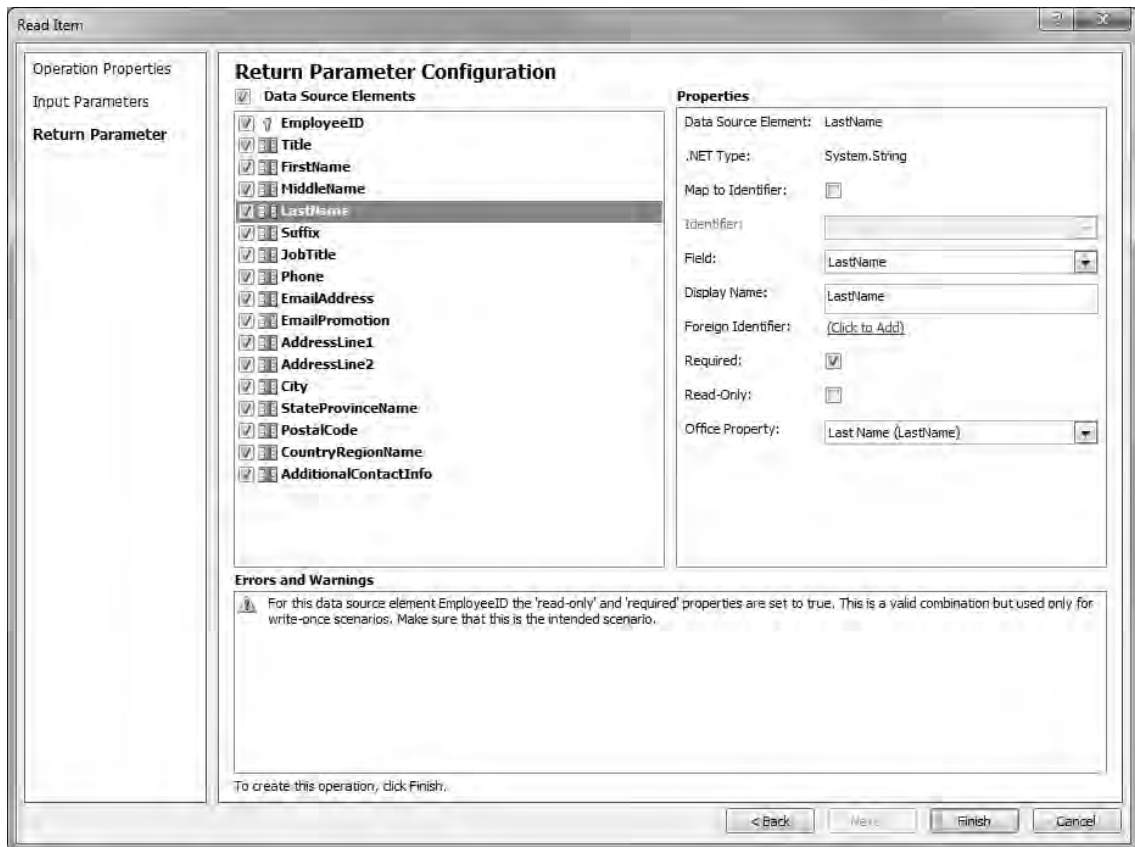 Read Item
Operation Properties
Input Parameters
Return Parameter
Return Parameter Configuration
Data Source Elements
EmployeeID
Title
FirstName
MiddleName
LastName
Suffix
JobTitle
Phone
EmailAddress
EmailPromotion
AddressLine1
AddressLine2
City
StateProvinceName
PostalCode
CountryRegionName
AdditionalContactInfo
Properties
Data Source Element: LastName
.NET Type: System.String
Map to Identifier:
Identifier:
Field: LastName
Display Name: LastName
Foreign Identifier: (Click to Add)
Required:
Read-Only:
Office Property: Last Name (LastName)
Errors and Warnings
For this data source element EmployeeID the 'read-only' and 'required' properties are set to true. This is a valid combination but used only for
write-once scenarios. Make sure that this is the intended scenario.
To create this operation, click Finish.
< Back
Next
Finish
Cancel